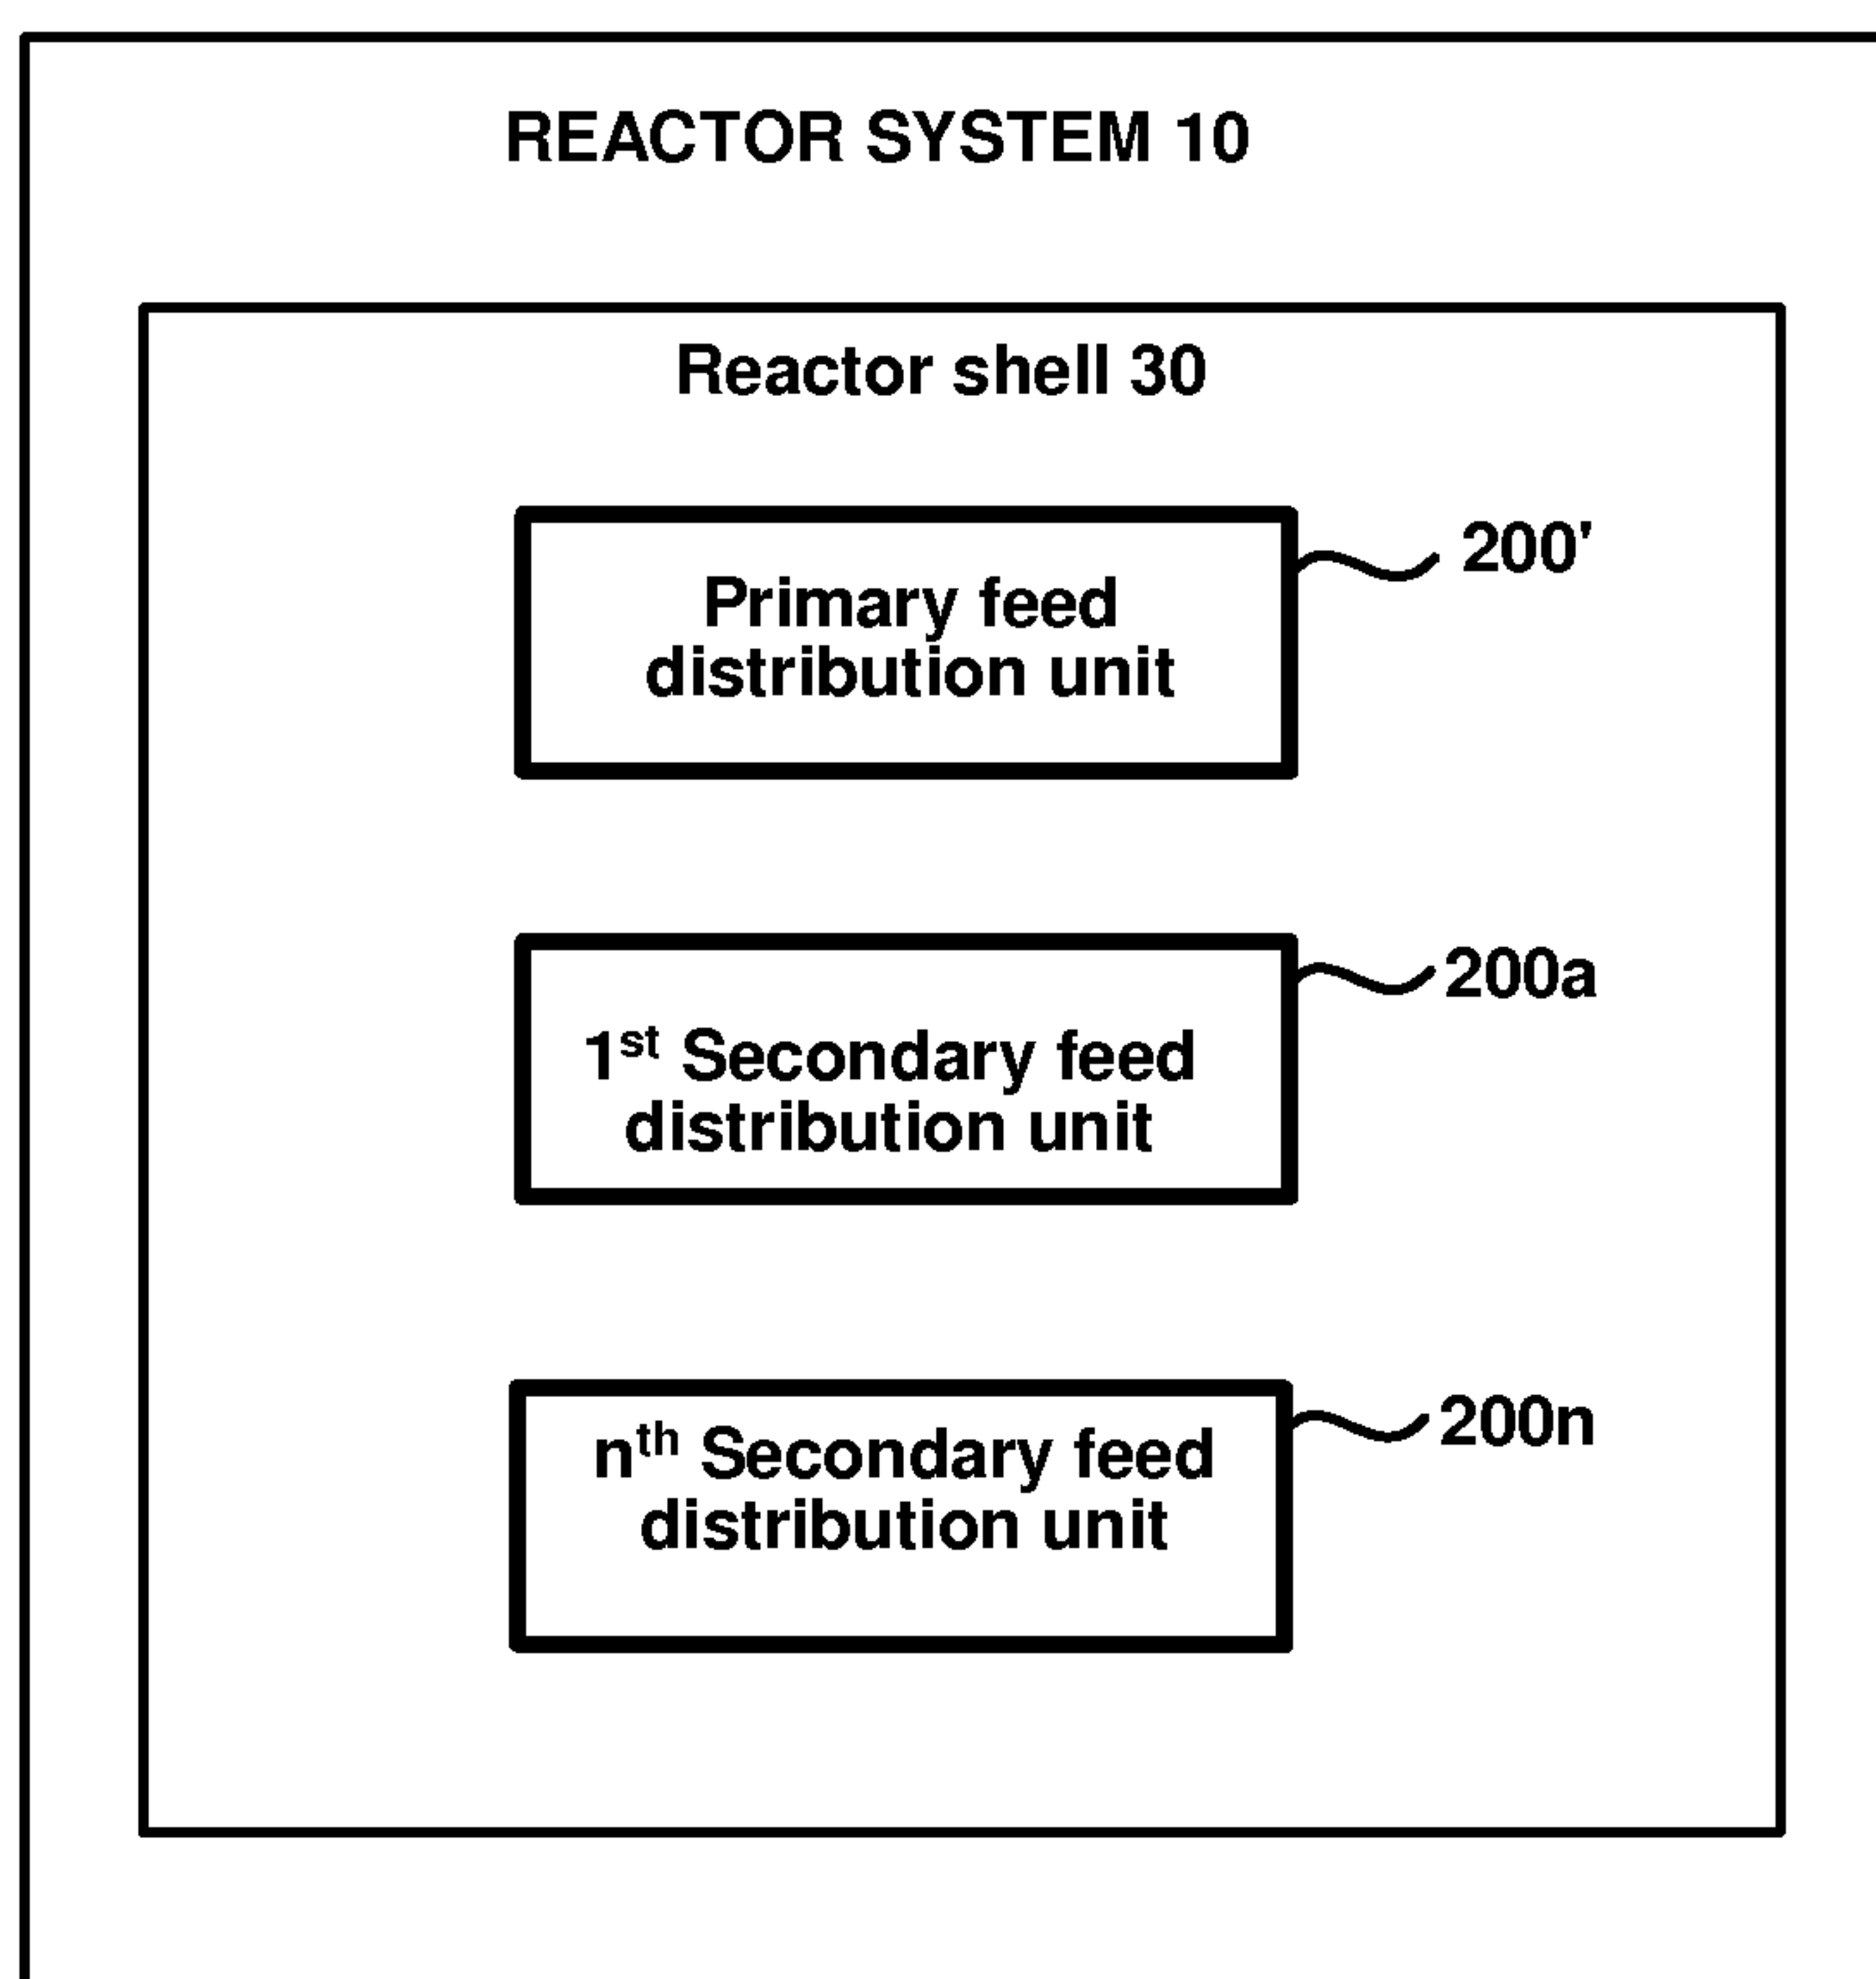 REACTOR SYSTEM 10
Reactor shell 30
200'
Primary feed
distribution unit
200a
1st Secondary feed
distribution unit
200n
nth Secondary feed
distribution unit